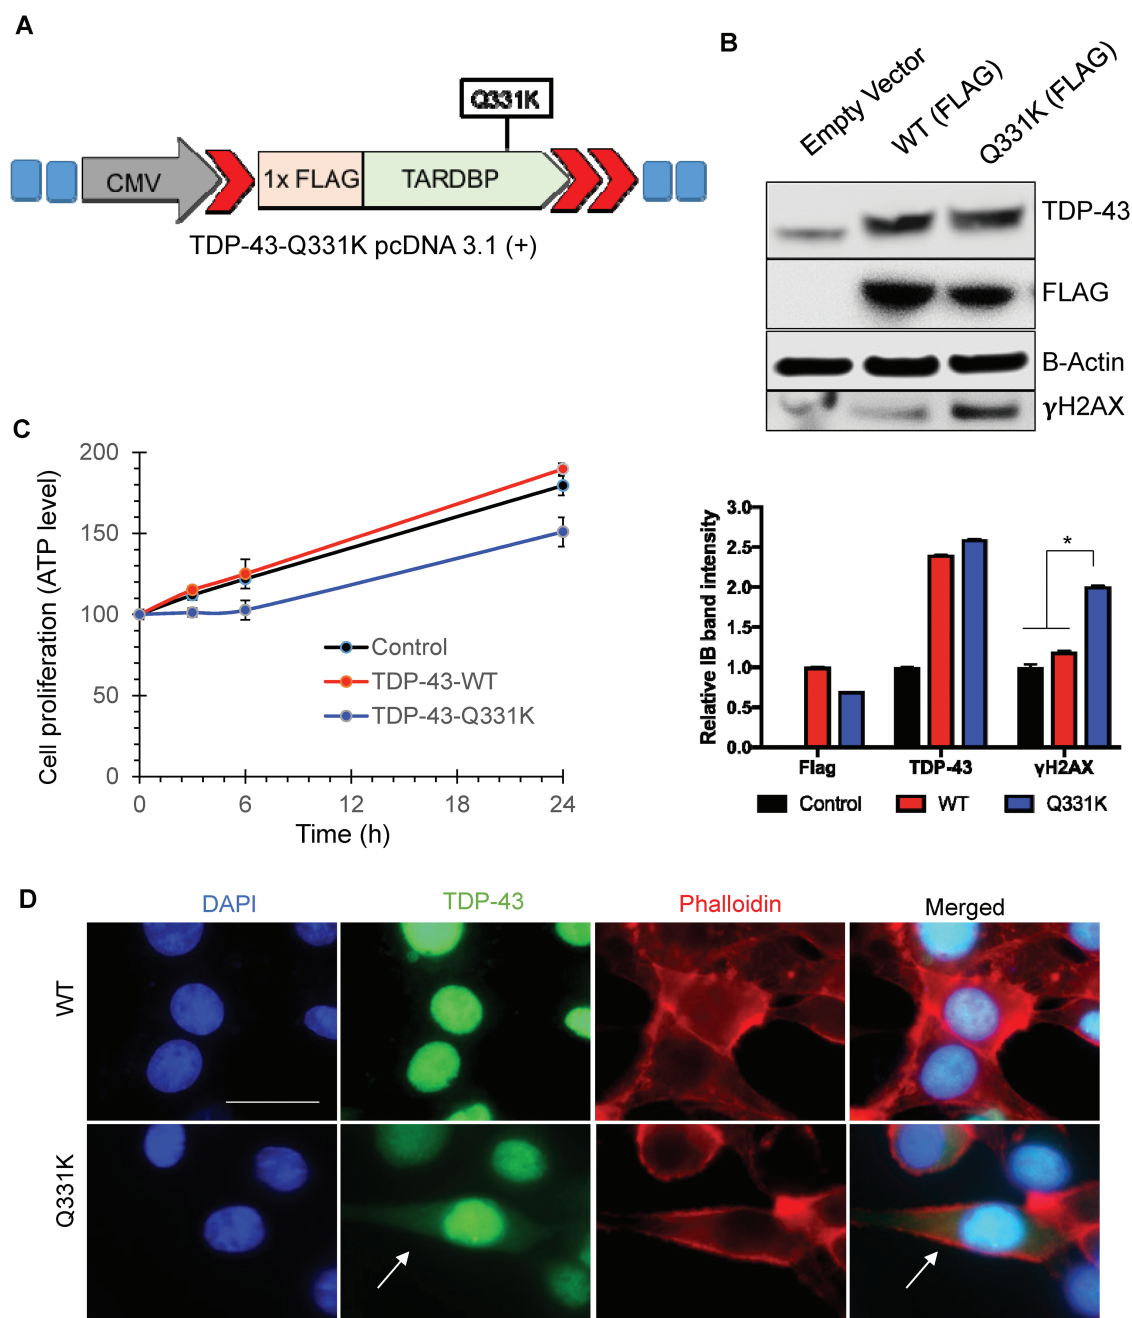 A
Q331K
CMV
1x FLAG
TARDBP
TDP-43-Q331K pcDNA 3.1 (+)
B
Empty Vector
WT (FLAG)
Q331K (FLAG)
TDP-43
FLAG
B-Actin
γH2AX
C
Cell proliferation (ATP level)
200
150
100
50
0
0 6 12 18 24
Time (h)
Control
TDP-43-WT
TDP-43-Q331K
Relative IB band intensity
3.0
2.5
2.0
1.5
1.0
0.5
0.0
*
Flag TDP-43 γH2AX
Control WT Q331K
D
DAPI TDP-43 Phalloidin Merged
WT
Q331K